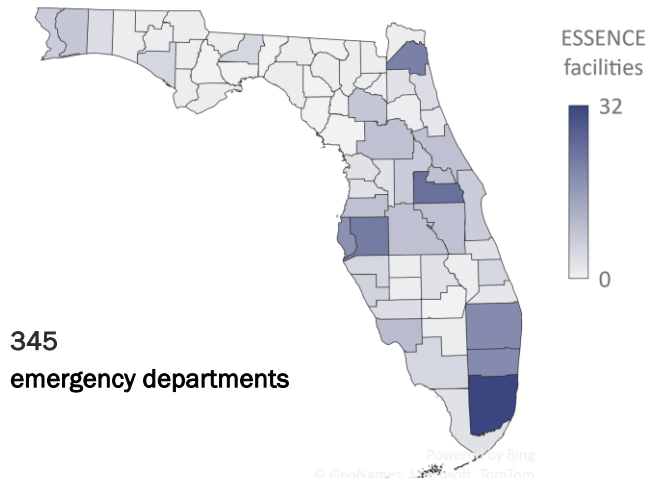 ESSENCE
facilities
32
0
345
emergency departments
Powered by Bing
© GeoNames, Microsoft, TomTom